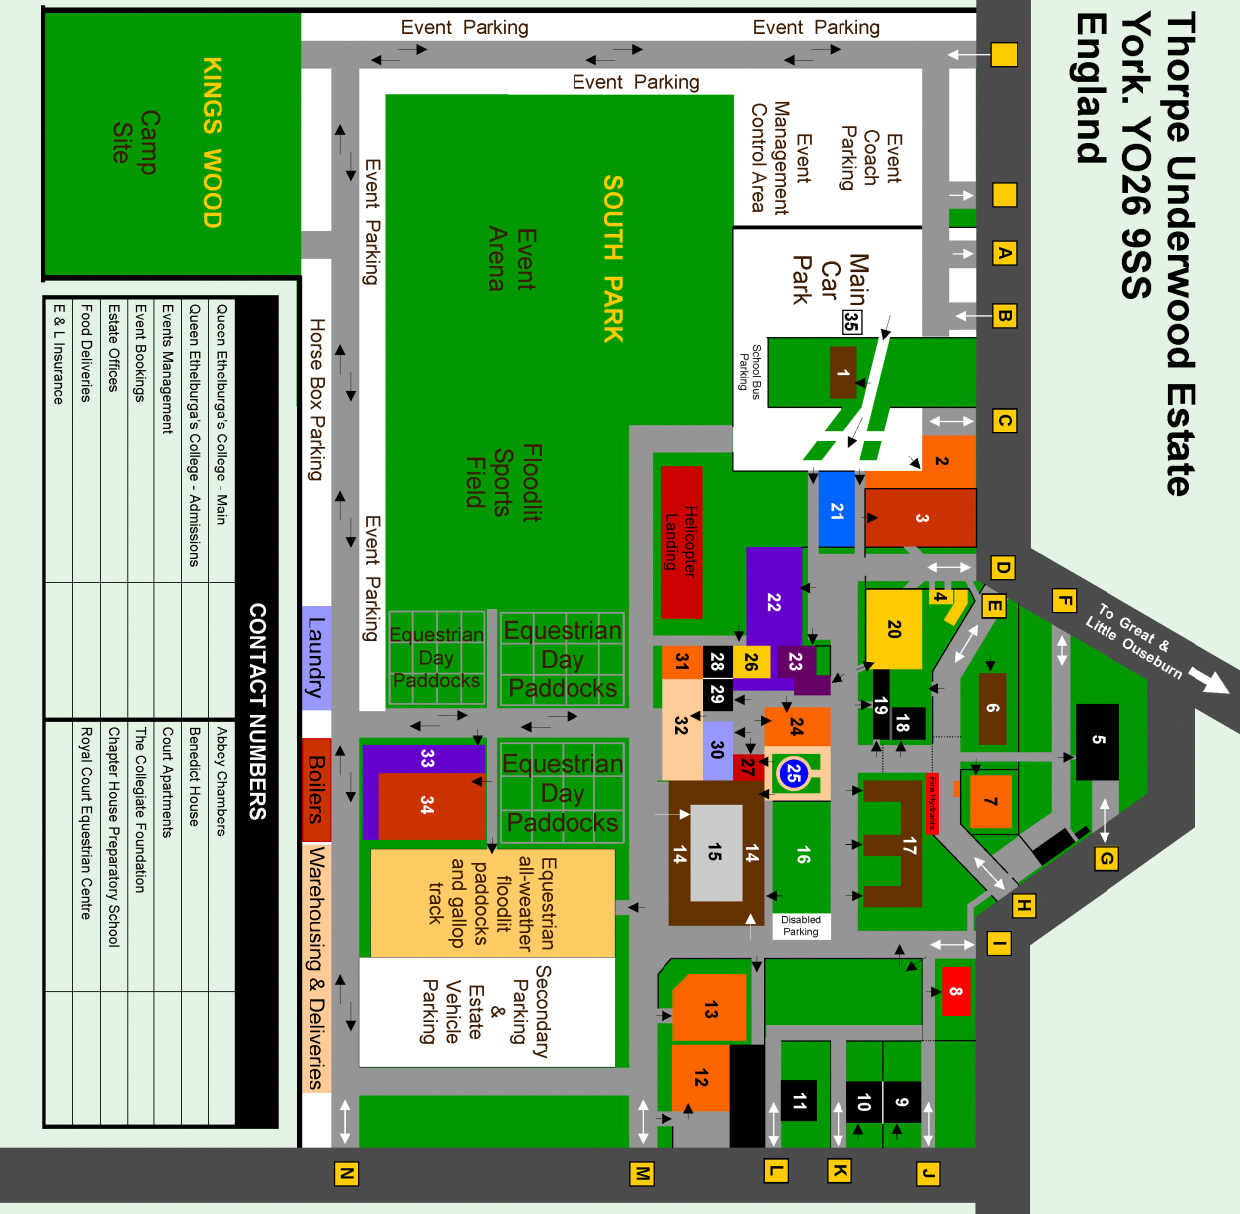 Thorpe Underwood Estate
York. YO26 9SS
England
Event Parking
Event Parking
Event Parking
KINGS WOOD
Camp
Site
Event Parking
SOUTH PARK
Event
Arena
Event
Management
Control Area
Event
Coach
Parking
A
B
Main
Car
Park
35
School Bus
Parking
1
C
2
3
21
D
E
F
To Great &
Little Ouseburn
Horse Box Parking
Floodlit
Sports
Field
Helicopter
Landing
Event Parking
22
20
4
Equestrian
Day
Paddocks
Equestrian
Day
Paddocks
31
28
26
23
29
32
30
24
27
25
19
18
6
5
7
Fire Hydrants
17
G
H
I
Laundry
Boilers
Warehousing & Deliveries
33
34
Equestrian
Day
Paddocks
14
15
14
16
Disabled
Parking
Equestrian
all-weather
floodlit
paddocks
and gallop
track
Secondary
Parking
&
Estate
Vehicle
Parking
13
12
8
11
10
9
N
M
L
K
J
CONTACT NUMBERS
Queen Ethelburga's College - Main
Queen Ethelburga's College - Admissions
Events Management
Event Bookings
Estate Offices
Food Deliveries
E & L Insurance
Abbey Chambers
Benedict House
Court Apartments
The Collegiate Foundation
Chapter House Preparatory School
Royal Court Equestrian Centre